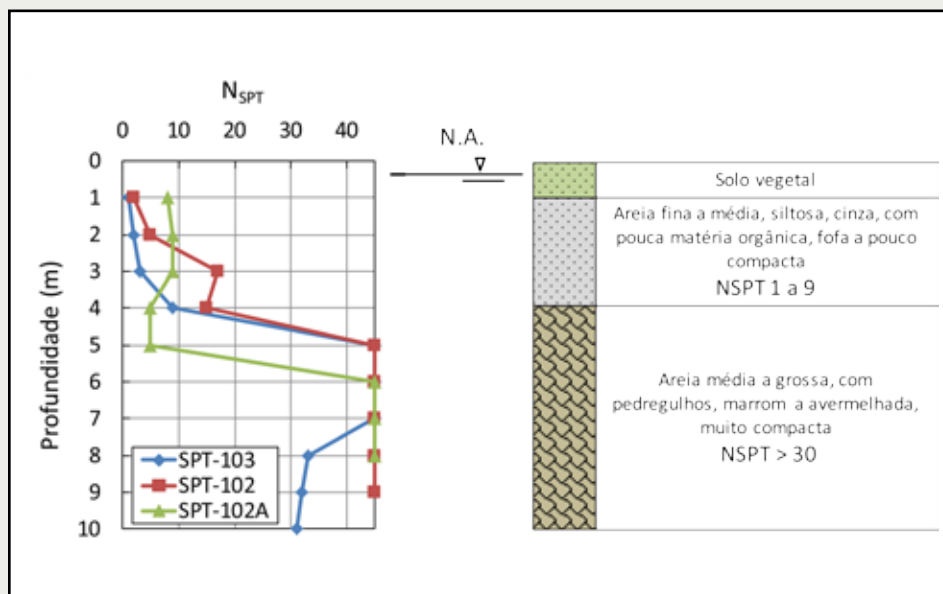 N_SPT
0 10 20 30 40
Profundidade (m)
0
1
2
3
4
5
6
7
8
9
10
SPT-103
SPT-102
SPT-102A
N.A.
Solo vegetal
Areia fina a média, siltosa, cinza, com
pouca matéria orgânica, fofa a pouco
compacta
NSPT 1 a 9
Areia média a grossa, com
pedregulhos, marrom a avermelhada,
muito compacta
NSPT > 30